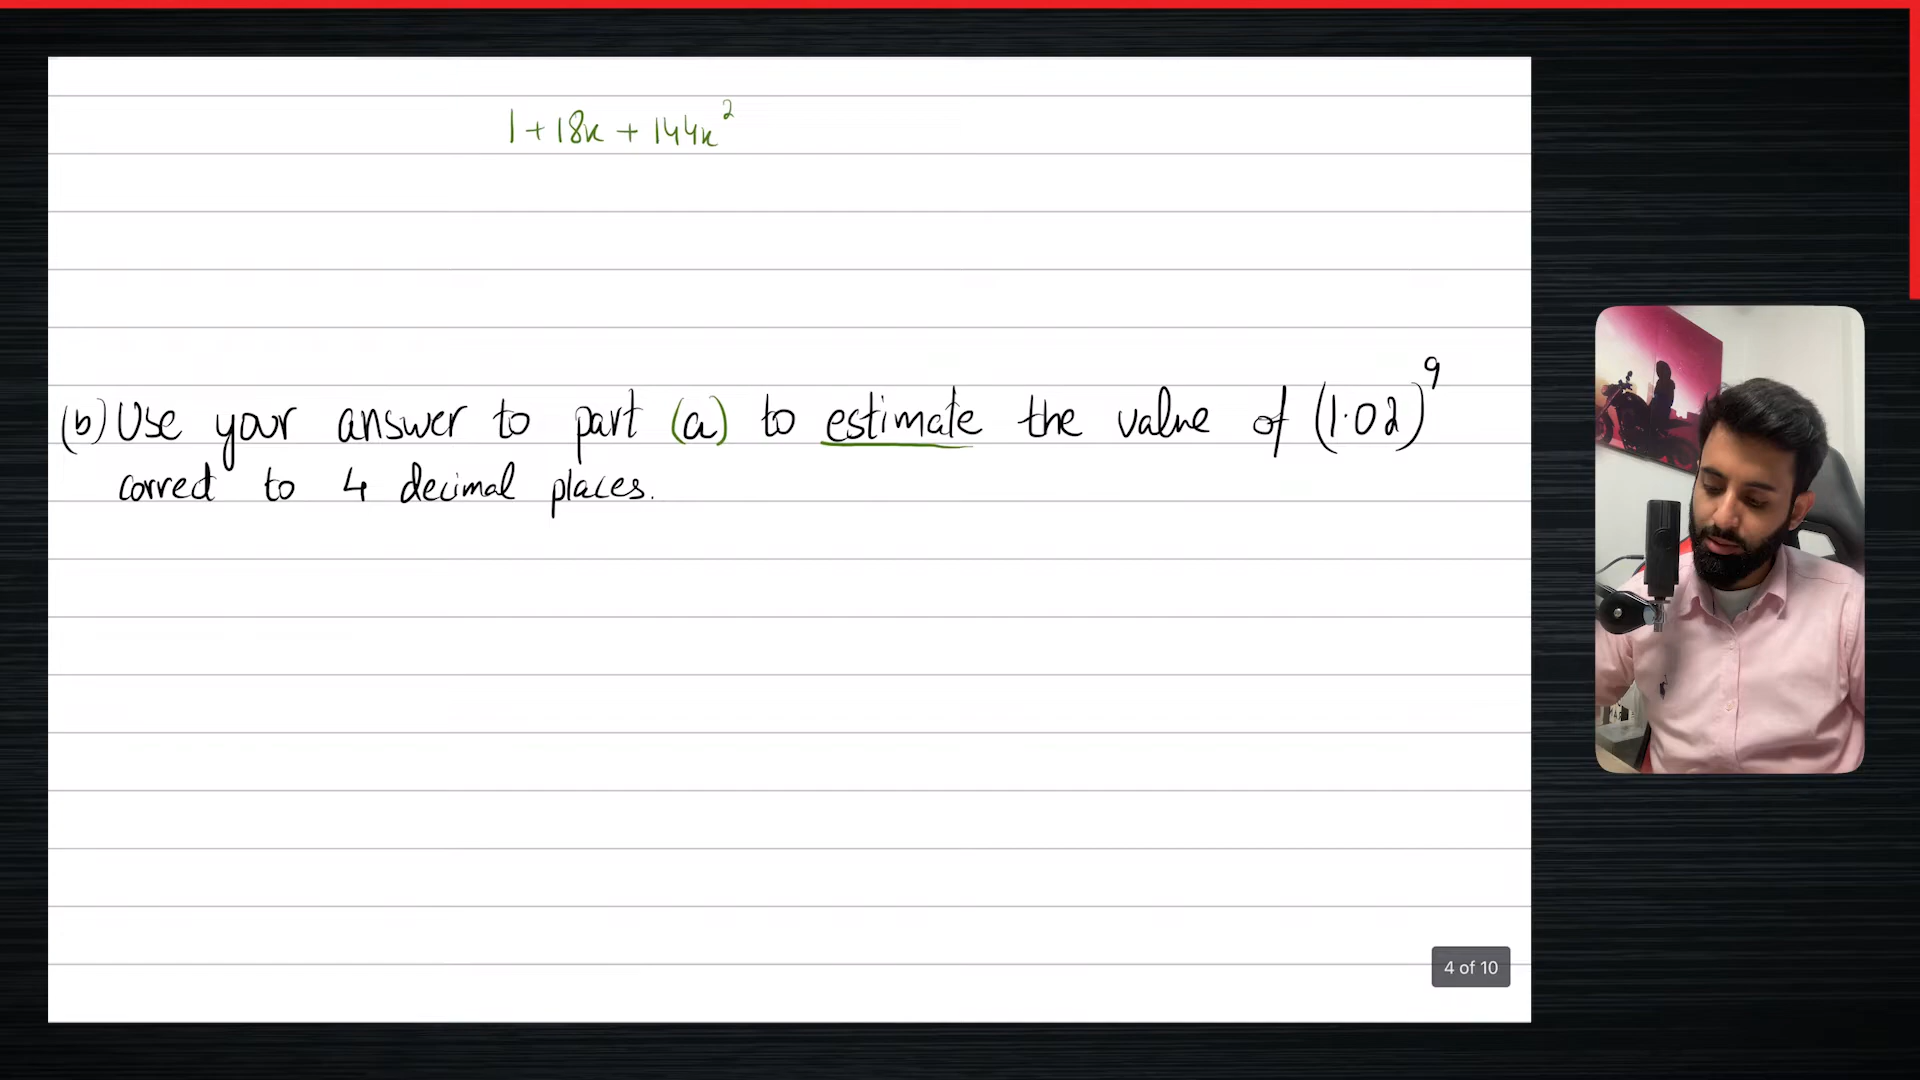 1 + 18x + 144x²
(b) Use your answer to part (a) to estimate the value of (1·02)⁹
correct to 4 decimal places.
4 of 10